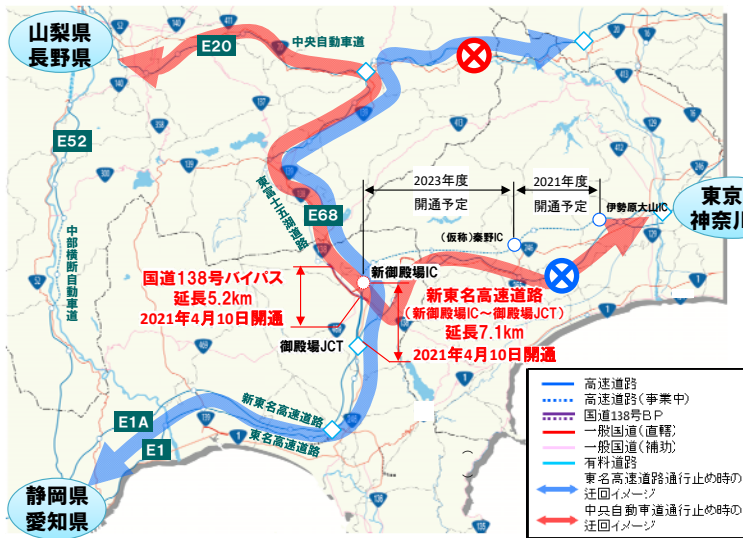 山梨県
長野県
E20
中央自動車道
E52
中部横断自動車道
東富士五湖道路
E68
2023年度
開通予定
2021年度
開通予定
伊勢原大山IC
(仮称)秦野IC
東京
神奈川
国道138号バイパス
延長5.2km
2021年4月10日開通
新御殿場IC
新東名高速道路
(新御殿場IC～御殿場JCT)
延長7.1km
2021年4月10日開通
御殿場JCT
新東名高速道路
東名高速道路
E1A
E1
静岡県
愛知県
高速道路
高速道路(事業中)
国道138号BP
一般国道(直轄)
一般国道(補助)
有料道路
東名高速道路通行止め時の
迂回イメージ
中央自動車道通行止め時の
迂回イメージ